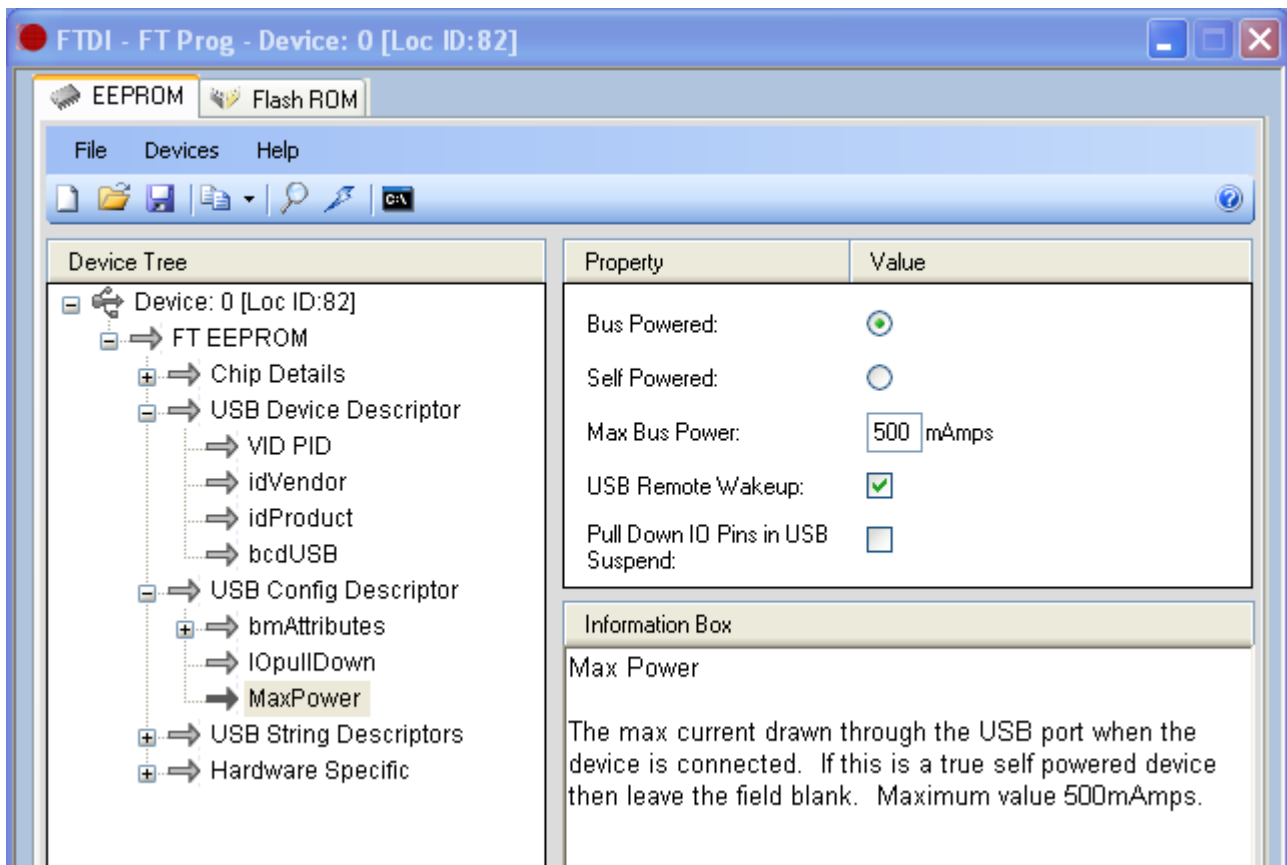 FTDI - FT Prog - Device: 0 [Loc ID:82]
EEPROM
Flash ROM
File
Devices
Help
C:\
Device Tree
Device: 0 [Loc ID:82]
FT EEPROM
Chip Details
USB Device Descriptor
VID PID
idVendor
idProduct
bcdUSB
USB Config Descriptor
bmAttributes
IOpullDown
MaxPower
USB String Descriptors
Hardware Specific
Property
Value
Bus Powered:
Self Powered:
Max Bus Power:
500 mAmps
USB Remote Wakeup:
Pull Down IO Pins in USB
Suspend:
Information Box
Max Power
The max current drawn through the USB port when the
device is connected.  If this is a true self powered device
then leave the field blank.  Maximum value 500mAmps.